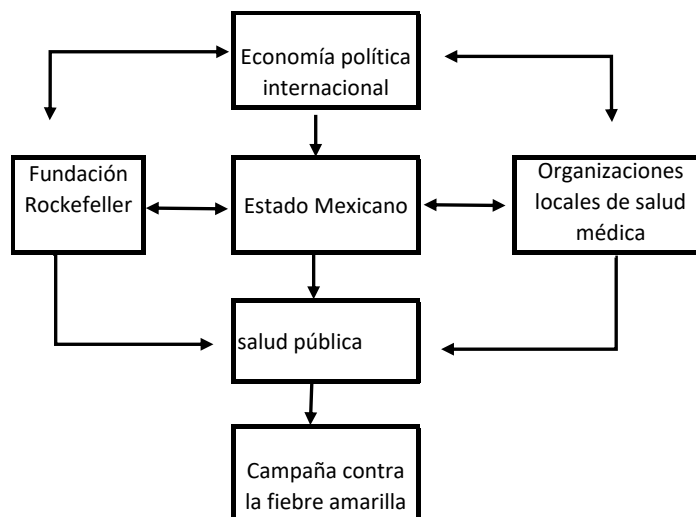 Economía política
internacional
Fundación
Rockefeller
Estado Mexicano
Organizaciones
locales de salud
médica
salud pública
Campaña contra
la fiebre amarilla